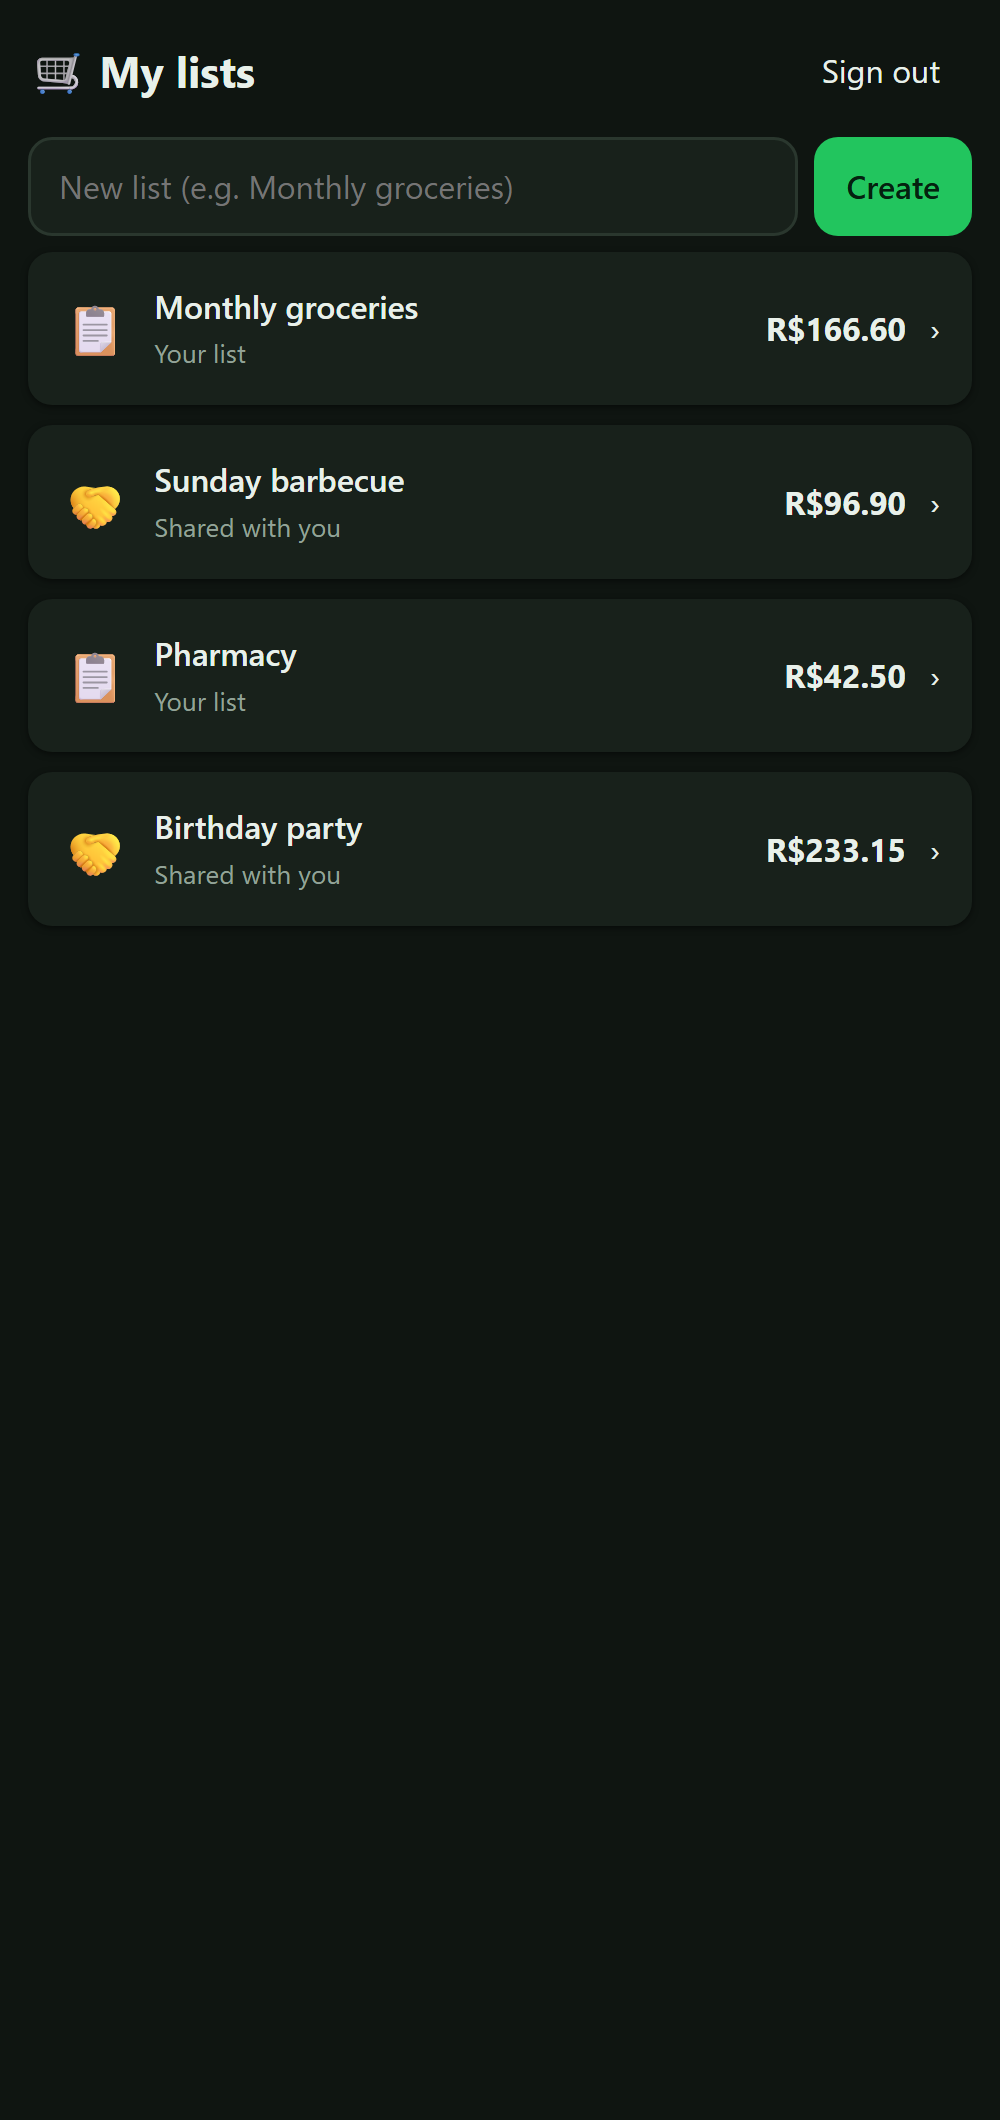 My lists
Sign out
New list (e.g. Monthly groceries)
Create
Monthly groceries
Your list
R$166.60
Sunday barbecue
Shared with you
R$96.90
Pharmacy
Your list
R$42.50
Birthday party
Shared with you
R$233.15